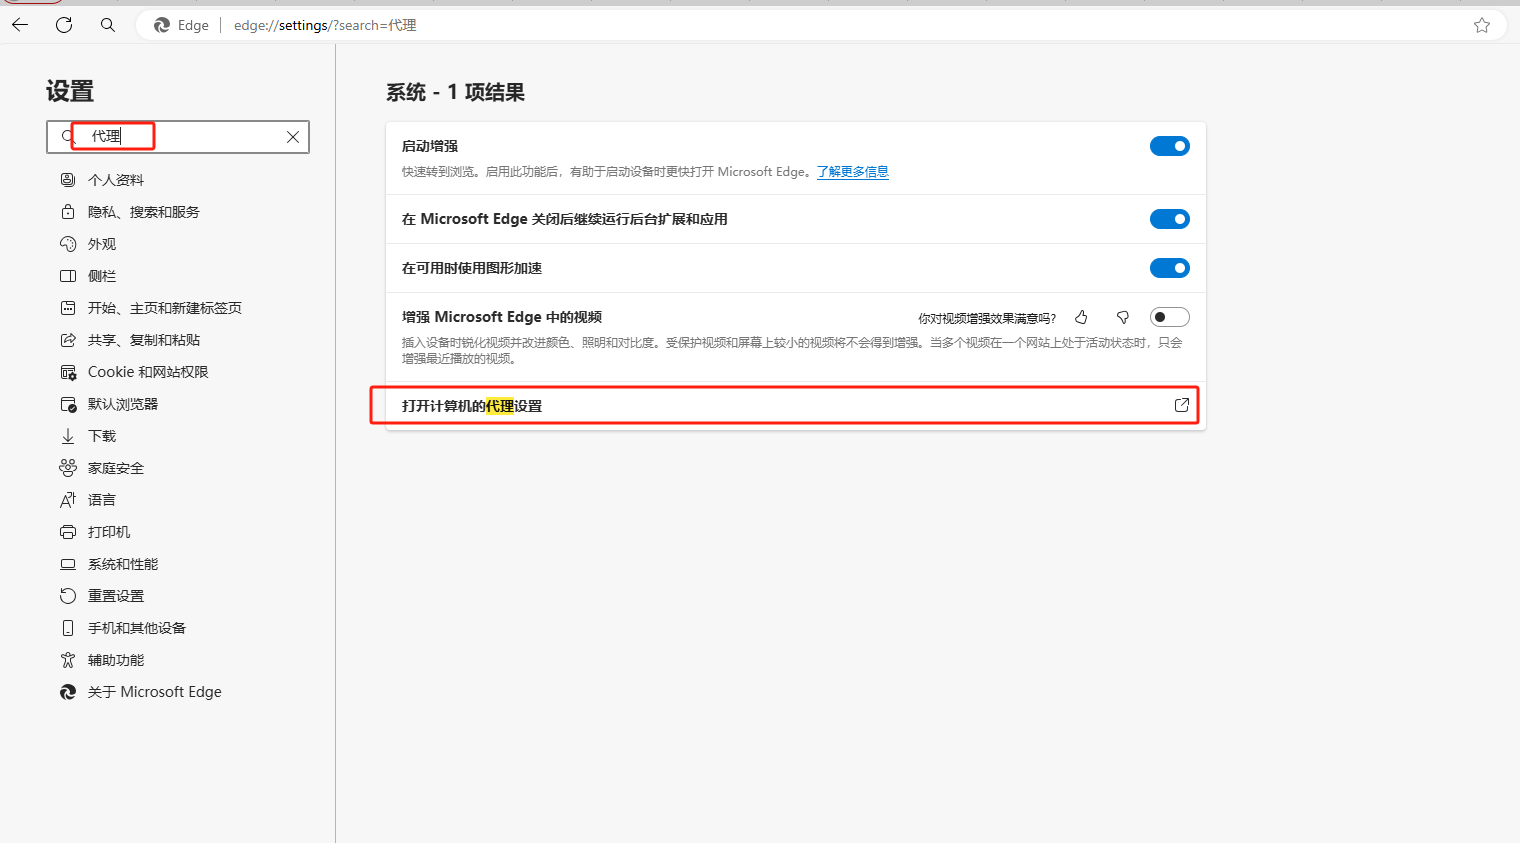 Edge
edge://settings/?search=代理
设置
代理
个人资料
隐私、搜索和服务
外观
侧栏
开始、主页和新建标签页
共享、复制和粘贴
Cookie 和网站权限
默认浏览器
下载
家庭安全
语言
打印机
系统和性能
重置设置
手机和其他设备
辅助功能
关于 Microsoft Edge
系统 - 1 项结果
启动增强
快速转到浏览。启用此功能后，有助于启动设备时更快打开 Microsoft Edge。了解更多信息
在 Microsoft Edge 关闭后继续运行后台扩展和应用
在可用时使用图形加速
增强 Microsoft Edge 中的视频
你对视频增强效果满意吗?
插入设备时锐化视频并改进颜色、照明和对比度。受保护视频和屏幕上较小的视频将不会得到增强。当多个视频在一个网站上处于活动状态时，只会
增强最近播放的视频。
打开计算机的代理设置